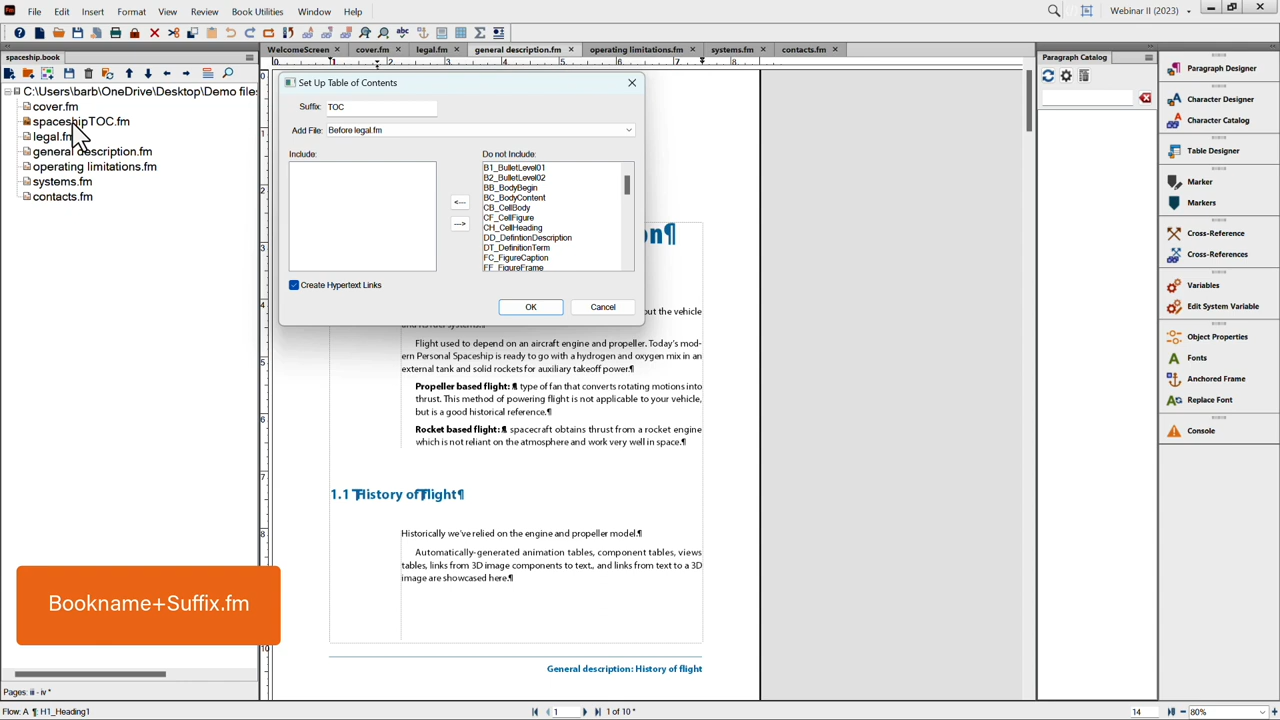 Fm File Edit Insert Format View Review Book Utilities Window Help Webinar II (2023)
spaceship.book
WelcomeScreen × cover.fm × legal.fm × general description.fm × operating limitations.fm × systems.fm × contacts.fm ×
C:\Users\barb\OneDrive\Desktop\Demo file
cover.fm
spaceshipTOC.fm
legal.fm
general description.fm
operating limitations.fm
systems.fm
contacts.fm
Set Up Table of Contents
Suffix: TOC
Add File: Before legal.fm
Include: Do not Include:
B1_BulletLevel01
B2_BulletLevel02
BB_BodyBegin
BC_BodyContent
CB_CellBody
CF_CellFigure
CH_CellHeading
DD_DefintionDescription
DT_DefinitionTerm
FC_FigureCaption
FF_FigureFrame
<---
--->
Create Hypertext Links
OK Cancel
on¶
out the vehicle
Flight used to depend on an aircraft engine and propeller. Today's mod-
ern Personal Spaceship is ready to go with a hydrogen and oxygen mix in an
external tank and solid rockets for auxiliary takeoff power.¶
Propeller based flight: A type of fan that converts rotating motions into
thrust. This method of powering flight is not applicable to your vehicle,
but is a good historical reference.¶
Rocket based flight: A spacecraft obtains thrust from a rocket engine
which is not reliant on the atmosphere and work very well in space.¶
1.1 History of flight¶
Historically we've relied on the engine and propeller model.¶
Automatically-generated animation tables, component tables, views
tables, links from 3D image components to text., and links from text to a 3D
image are showcased here.¶
General description: History of flight
Bookname+Suffix.fm
Paragraph Catalog
Paragraph Designer
Character Designer
Character Catalog
Table Designer
Marker
Markers
Cross-Reference
Cross-References
Variables
Edit System Variable
Object Properties
Fonts
Anchored Frame
Replace Font
Console
Pages: iii - iv *
Flow: A ¶: H1_Heading1 1 1 of 10 * 14 80%